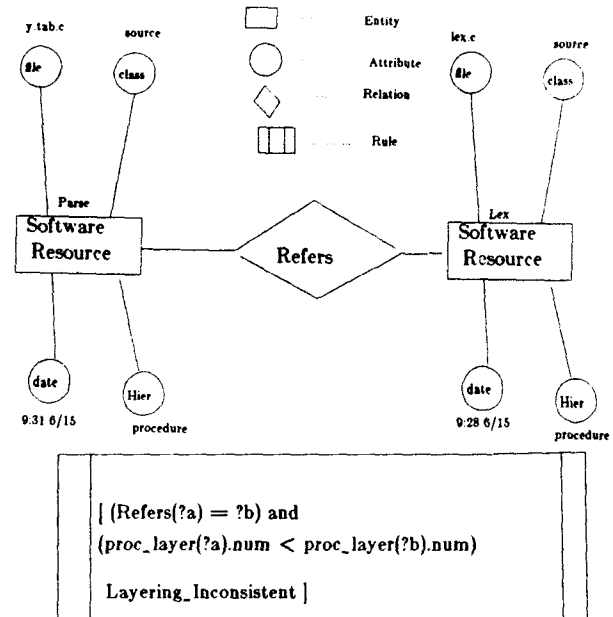 y.tab.c
source
Entity
lex.c
source
file
class
Attribute
file
class
Relation
Rule
Parse
Software
Resource
Refers
Lex
Software
Resource
date
Hier
date
Hier
9:31 6/15
procedure
9:28 6/15
procedure
[ (Refers(?a) = ?b) and
(proc_layer(?a).num < proc_layer(?b).num)
Layering_Inconsistent ]